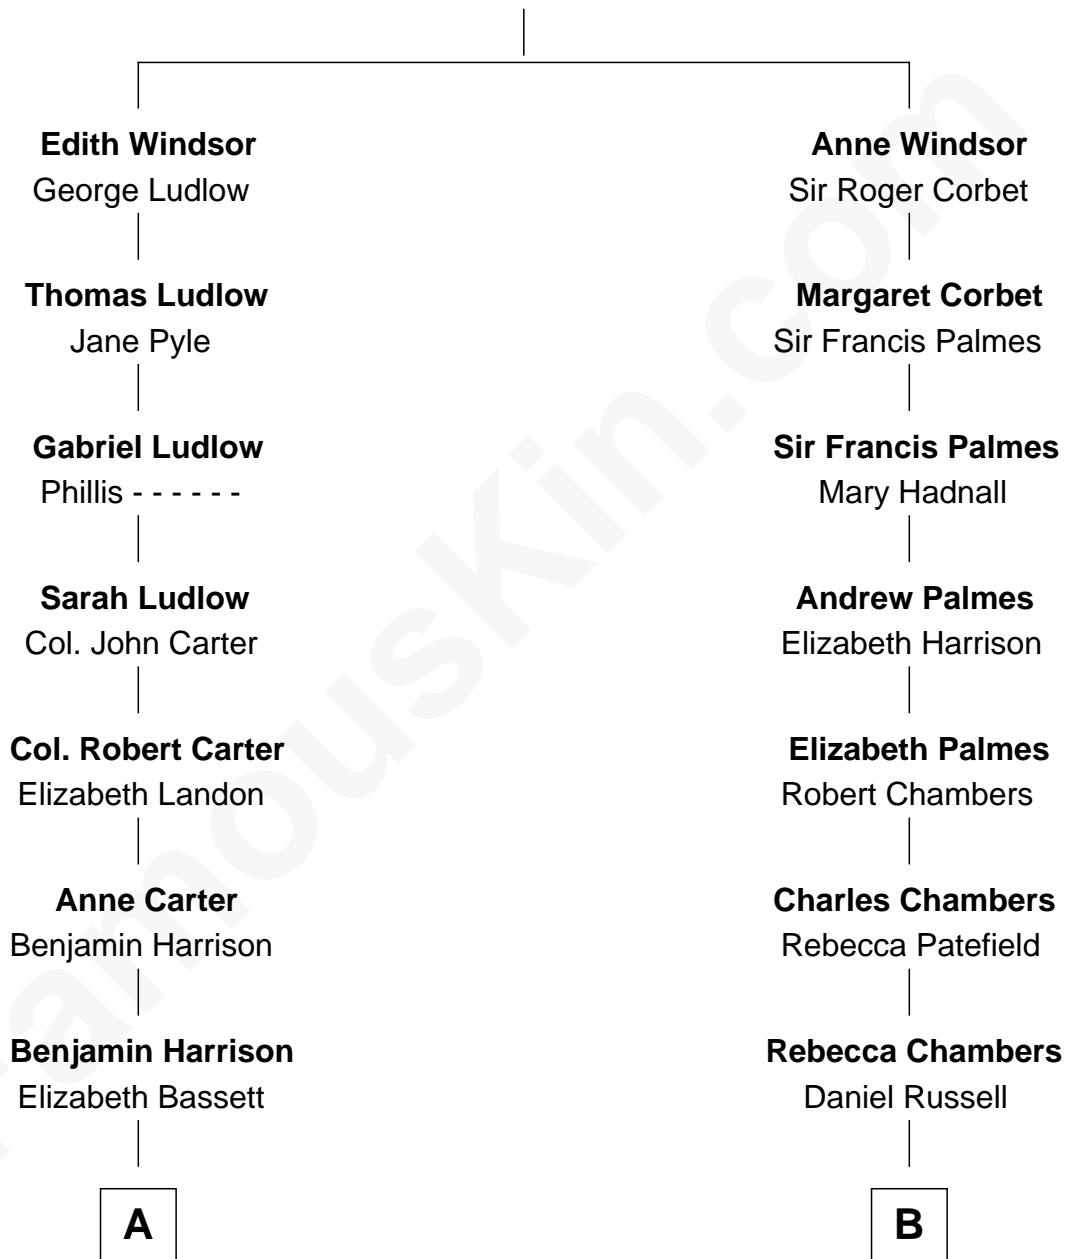 Edith Windsor
George Ludlow
Thomas Ludlow
Jane Pyle
Gabriel Ludlow
Phillis - - - - - -
Sarah Ludlow
Col. John Carter
Col. Robert Carter
Elizabeth Landon
Anne Carter
Benjamin Harrison
Benjamin Harrison
Elizabeth Bassett
A
Anne Windsor
Sir Roger Corbet
Margaret Corbet
Sir Francis Palmes
Sir Francis Palmes
Mary Hadnall
Andrew Palmes
Elizabeth Harrison
Elizabeth Palmes
Robert Chambers
Charles Chambers
Rebecca Patefield
Rebecca Chambers
Daniel Russell
B
FamousKin.com